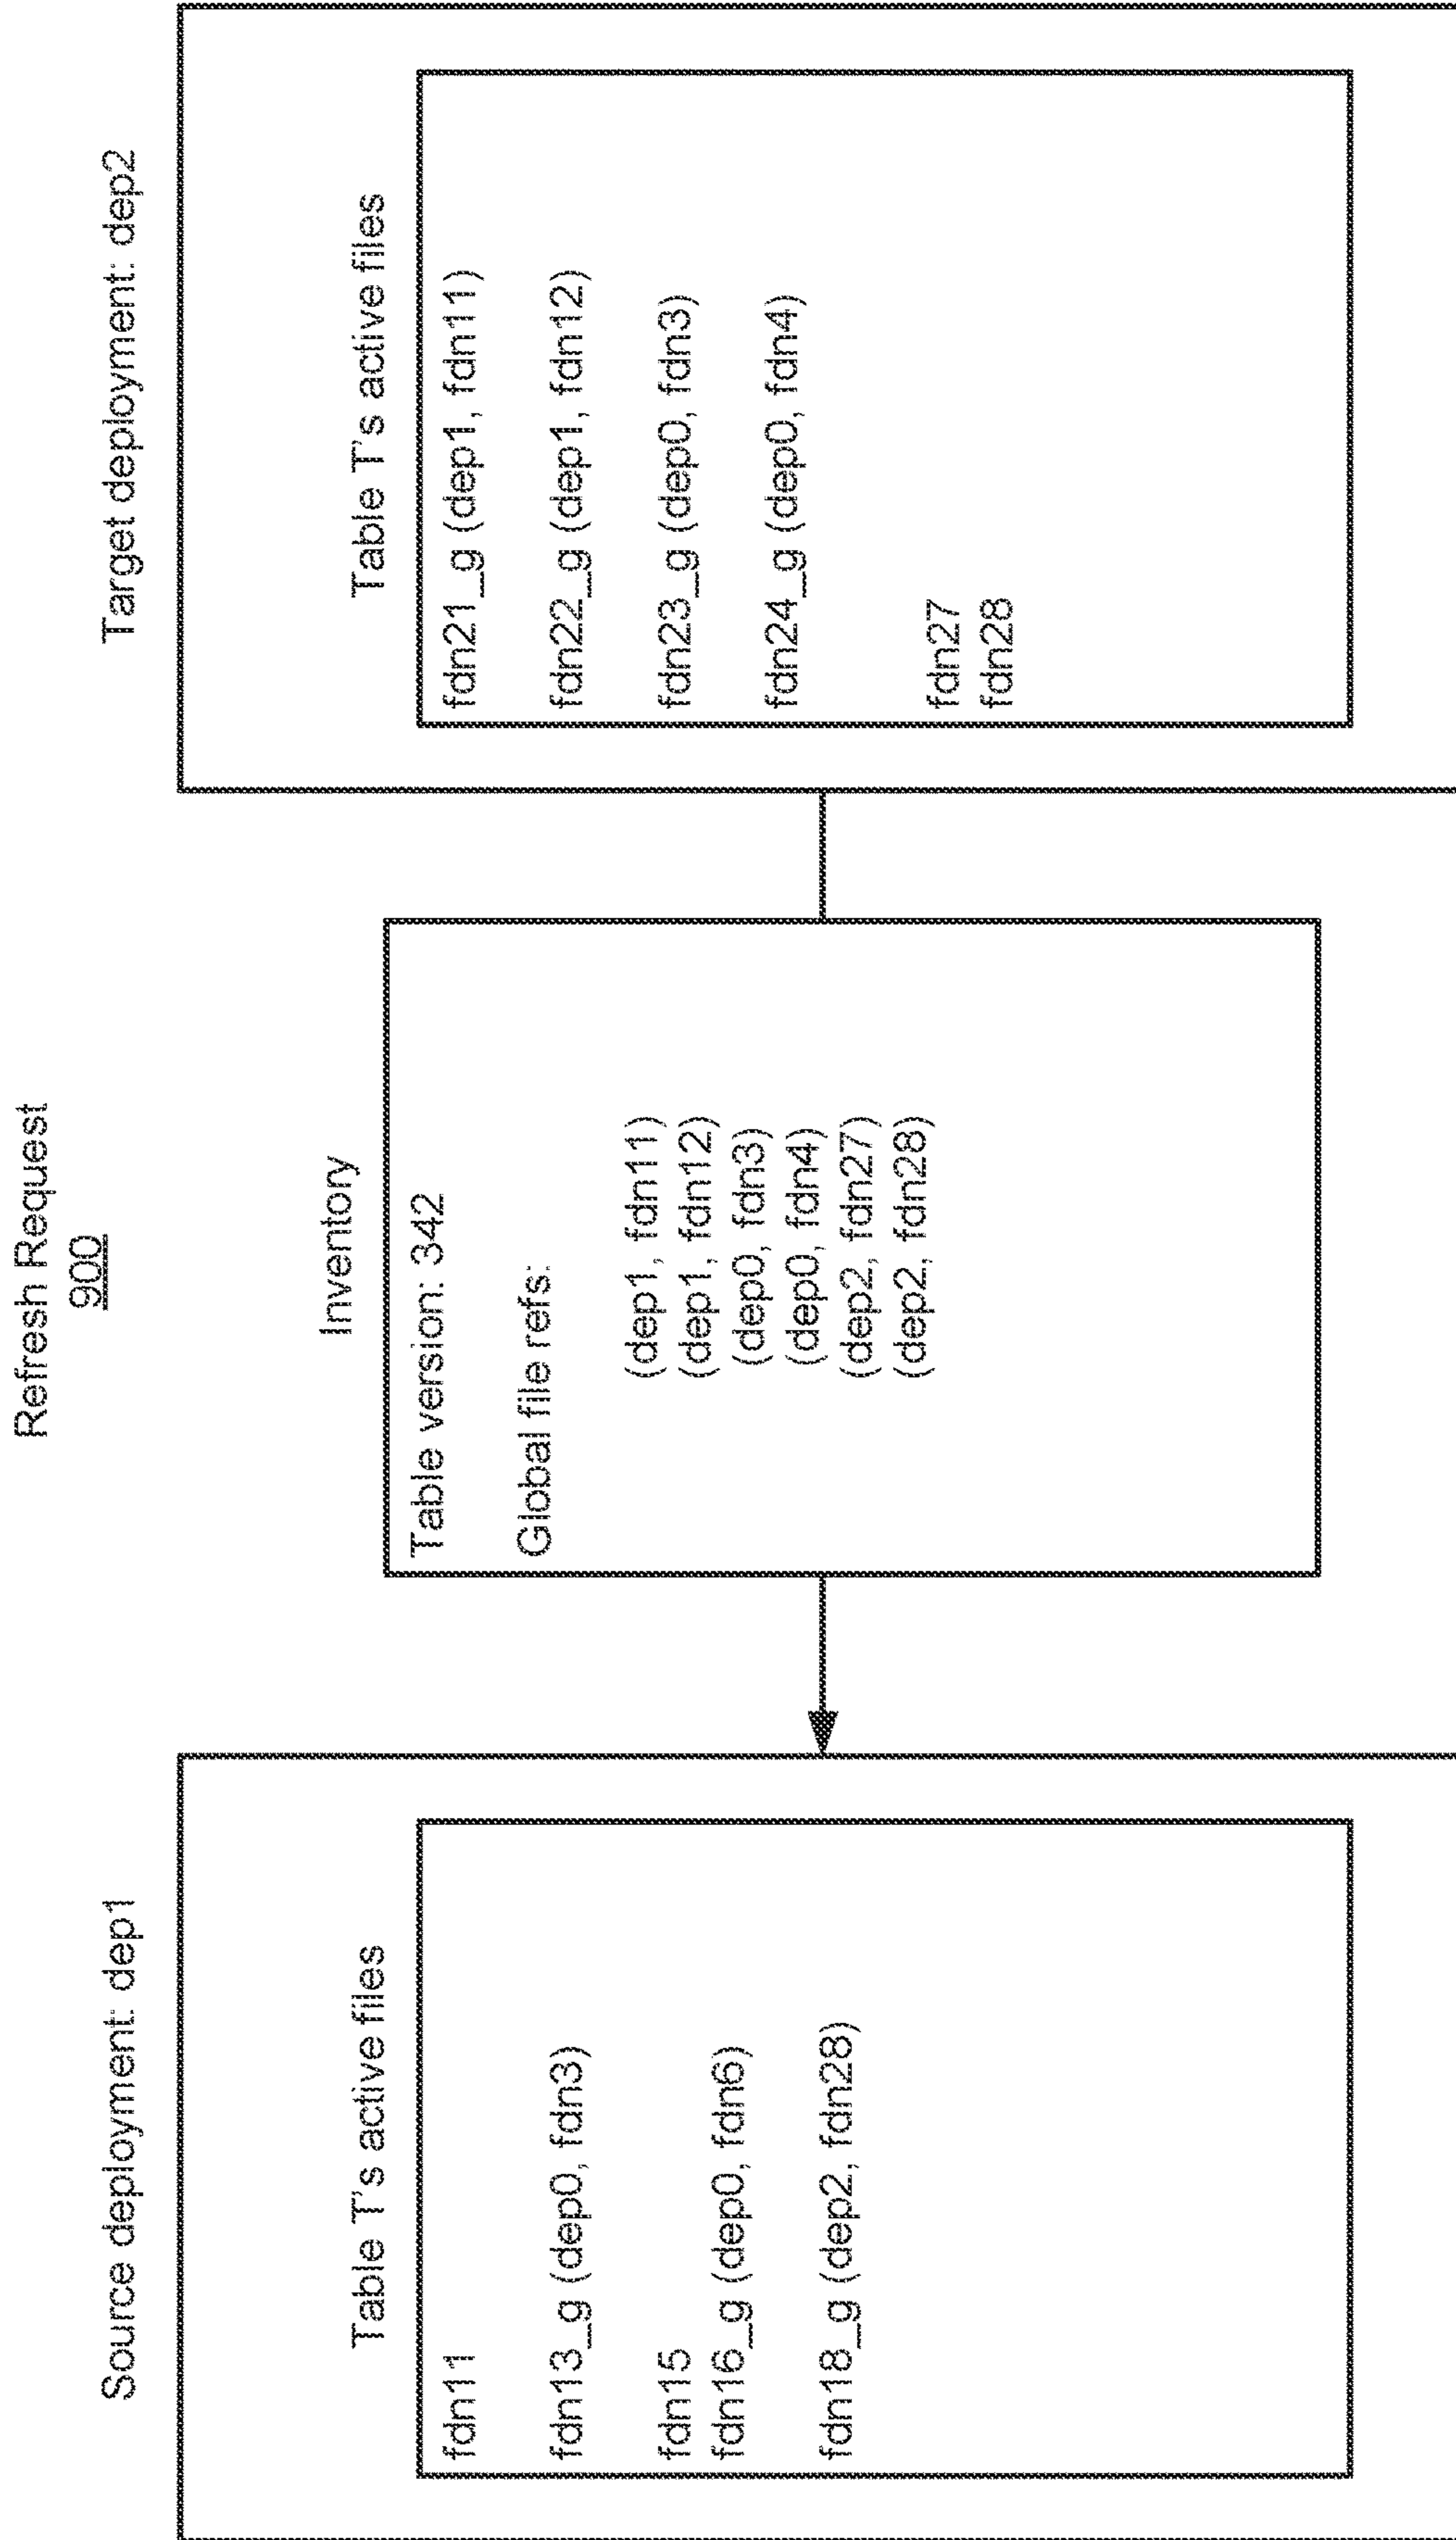 Refresh Request
900
Source deployment: dep1
Table T's active files
fdn11
fdn13_g (dep0, fdn3)
fdn15
fdn16_g (dep0, fdn6)
fdn18_g (dep2, fdn28)
Inventory
Table version: 342
Global file refs:
(dep1, fdn11)
(dep1, fdn12)
(dep0, fdn3)
(dep0, fdn4)
(dep2, fdn27)
(dep2, fdn28)
Target deployment: dep2
Table T's active files
fdn21_g (dep1, fdn11)
fdn22_g (dep1, fdn12)
fdn23_g (dep0, fdn3)
fdn24_g (dep0, fdn4)
fdn27
fdn28